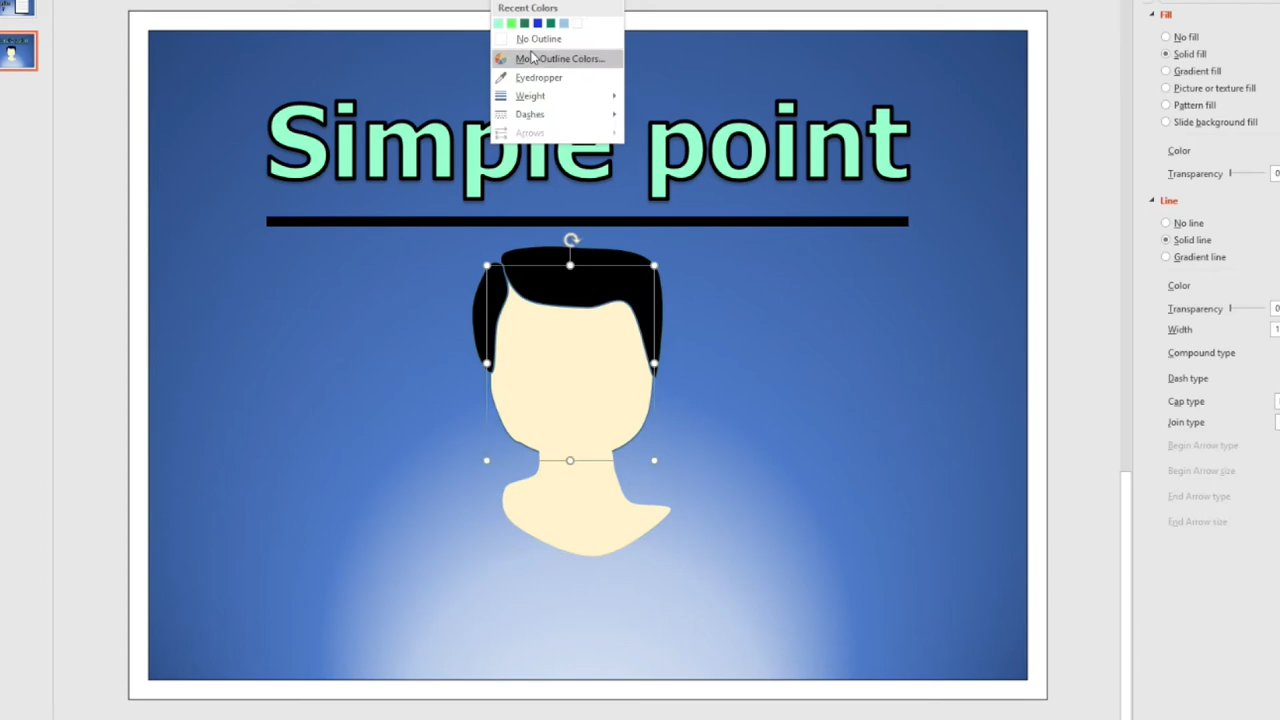 Recent Colors
No Outline
More Outline Colors...
Eyedropper
Weight
Dashes
Arrows
Simple point
Fill
No fill
Solid fill
Gradient fill
Picture or texture fill
Pattern fill
Slide background fill
Color
Transparency
Line
No line
Solid line
Gradient line
Color
Transparency
Width
Compound type
Dash type
Cap type
Join type
Begin Arrow type
Begin Arrow size
End Arrow type
End Arrow size